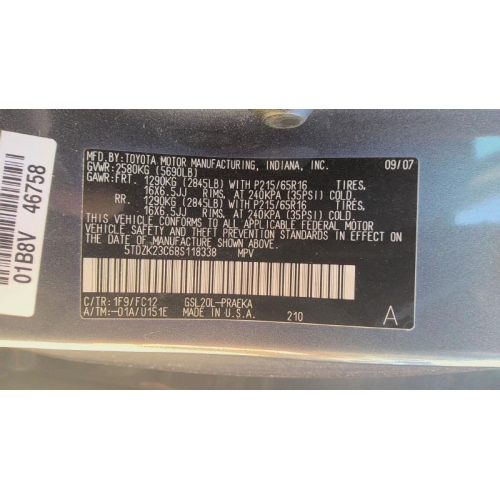 MFD.BY:TOYOTA MOTOR MANUFACTURING, INDIANA, INC. 09/07
GVWR:2580KG (5690LB)
GAWR:FRT. 1290KG (2845LB) WITH P215/65R16 TIRES,
16X6.5JJ RIMS, AT 240KPA (35PSI) COLD.
RR. 1290KG (2845LB) WITH P215/65R16 TIRES,
16X6.5JJ RIMS, AT 240KPA (35PSI) COLD.
THIS VEHICLE CONFORMS TO ALL APPLICABLE FEDERAL MOTOR
VEHICLE SAFETY AND THEFT PREVENTION STANDARDS IN EFFECT
ON THE DATE OF MANUFACTURE SHOWN ABOVE.
5TDZK23C68S118338 MPV
C/TR:1F9/FC12 GSL20L-PRAEKA
A/TM:-01A/U151E MADE IN U.S.A. 210
A
01B8V 46758